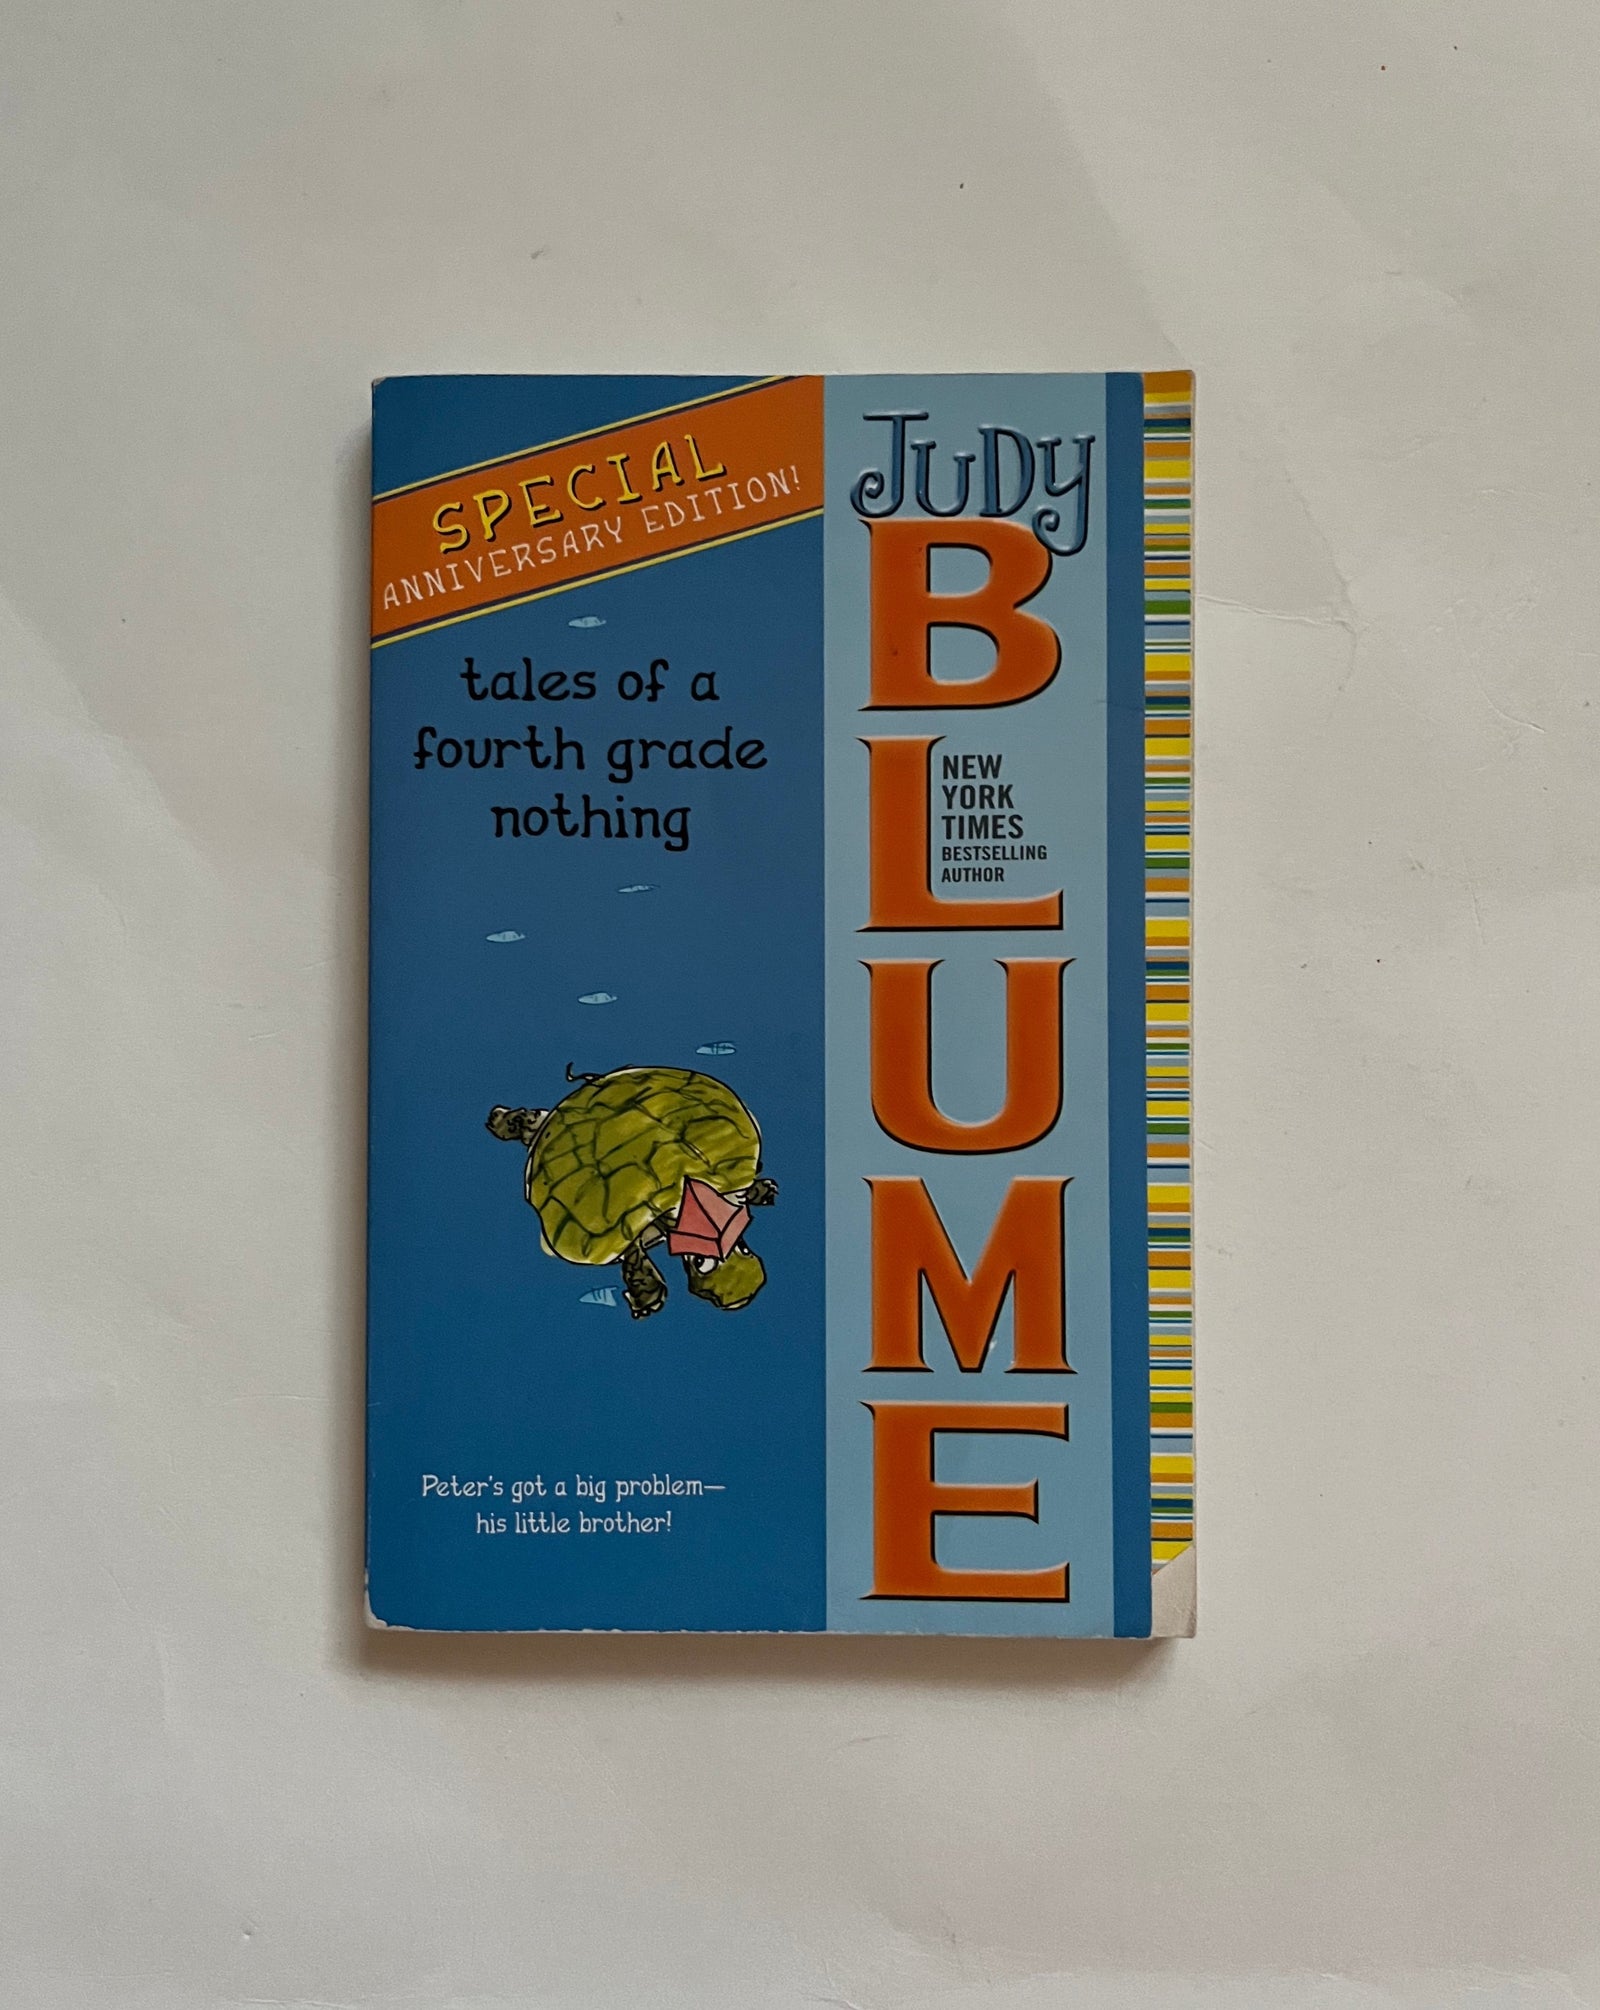 SPECIAL
ANNIVERSARY EDITION!
tales of a
fourth grade
nothing
Peter's got a big problem—
his little brother!
JUDY
BLUME
NEW
YORK
TIMES
BESTSELLING
AUTHOR